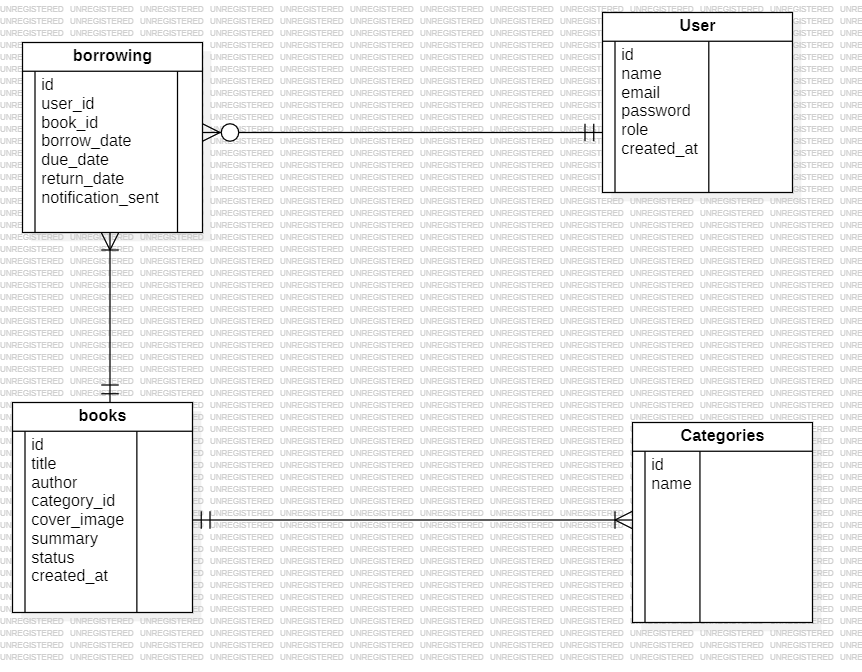 borrowing
id
user_id
book_id
borrow_date
due_date
return_date
notification_sent
User
id
name
email
password
role
created_at
books
id
title
author
category_id
cover_image
summary
status
created_at
Categories
id
name
UNREGISTERED